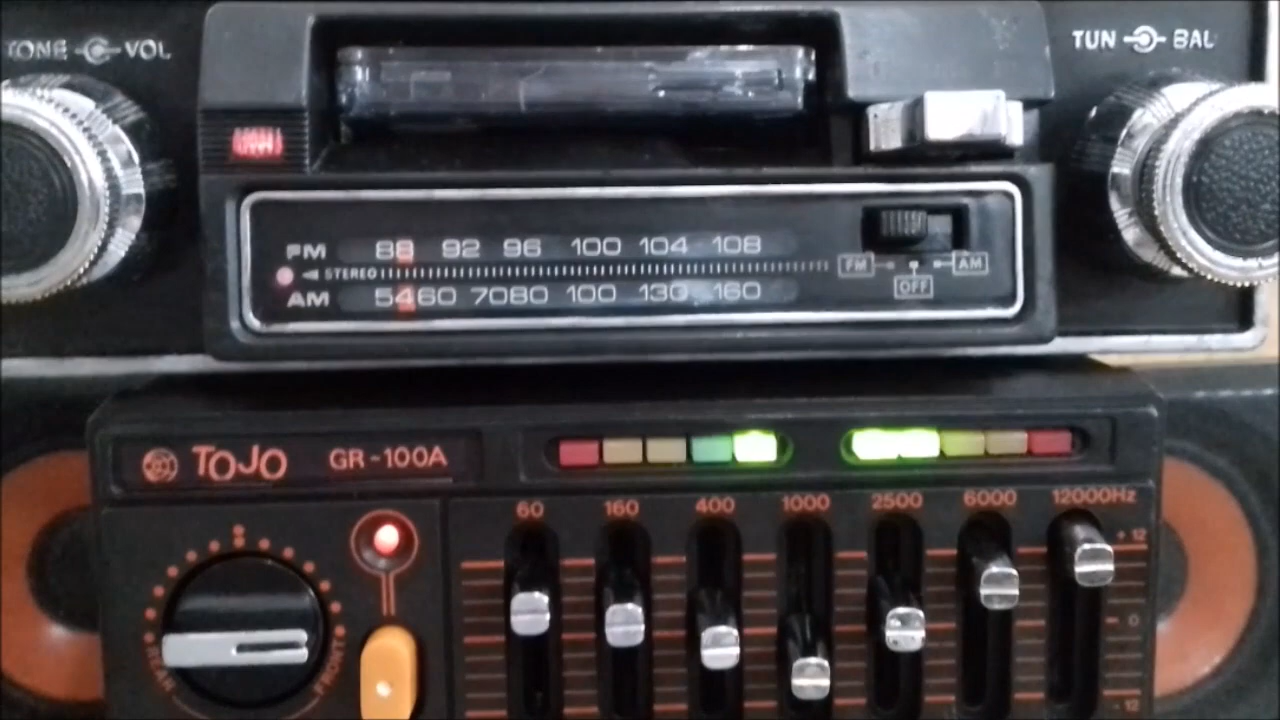 TONE VOL
TUN BAL
FM 88 92 96 100 104 108
STEREO
AM 54 60 70 80 100 130 160
FM AM
OFF
TOJO GR-100A
60 160 400 1000 2500 6000 12000Hz
+12
0
-12
REAR FRONT